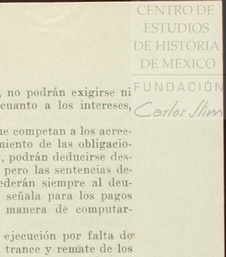 CENTRO DE
ESTUDIOS
DE HISTORIA
DE MEXICO
FUNDACIÓN
Carlos Slim
, no podrán exigirse ni
cuanto a los intereses,
ue competan a los acree-
miento de las obligacio-
, podrán deducirse des-
pero las sentencias de-
ederán siempre al deu-
señala para los pagos
manera de computar-
ejecución por falta de
trance y remate de los